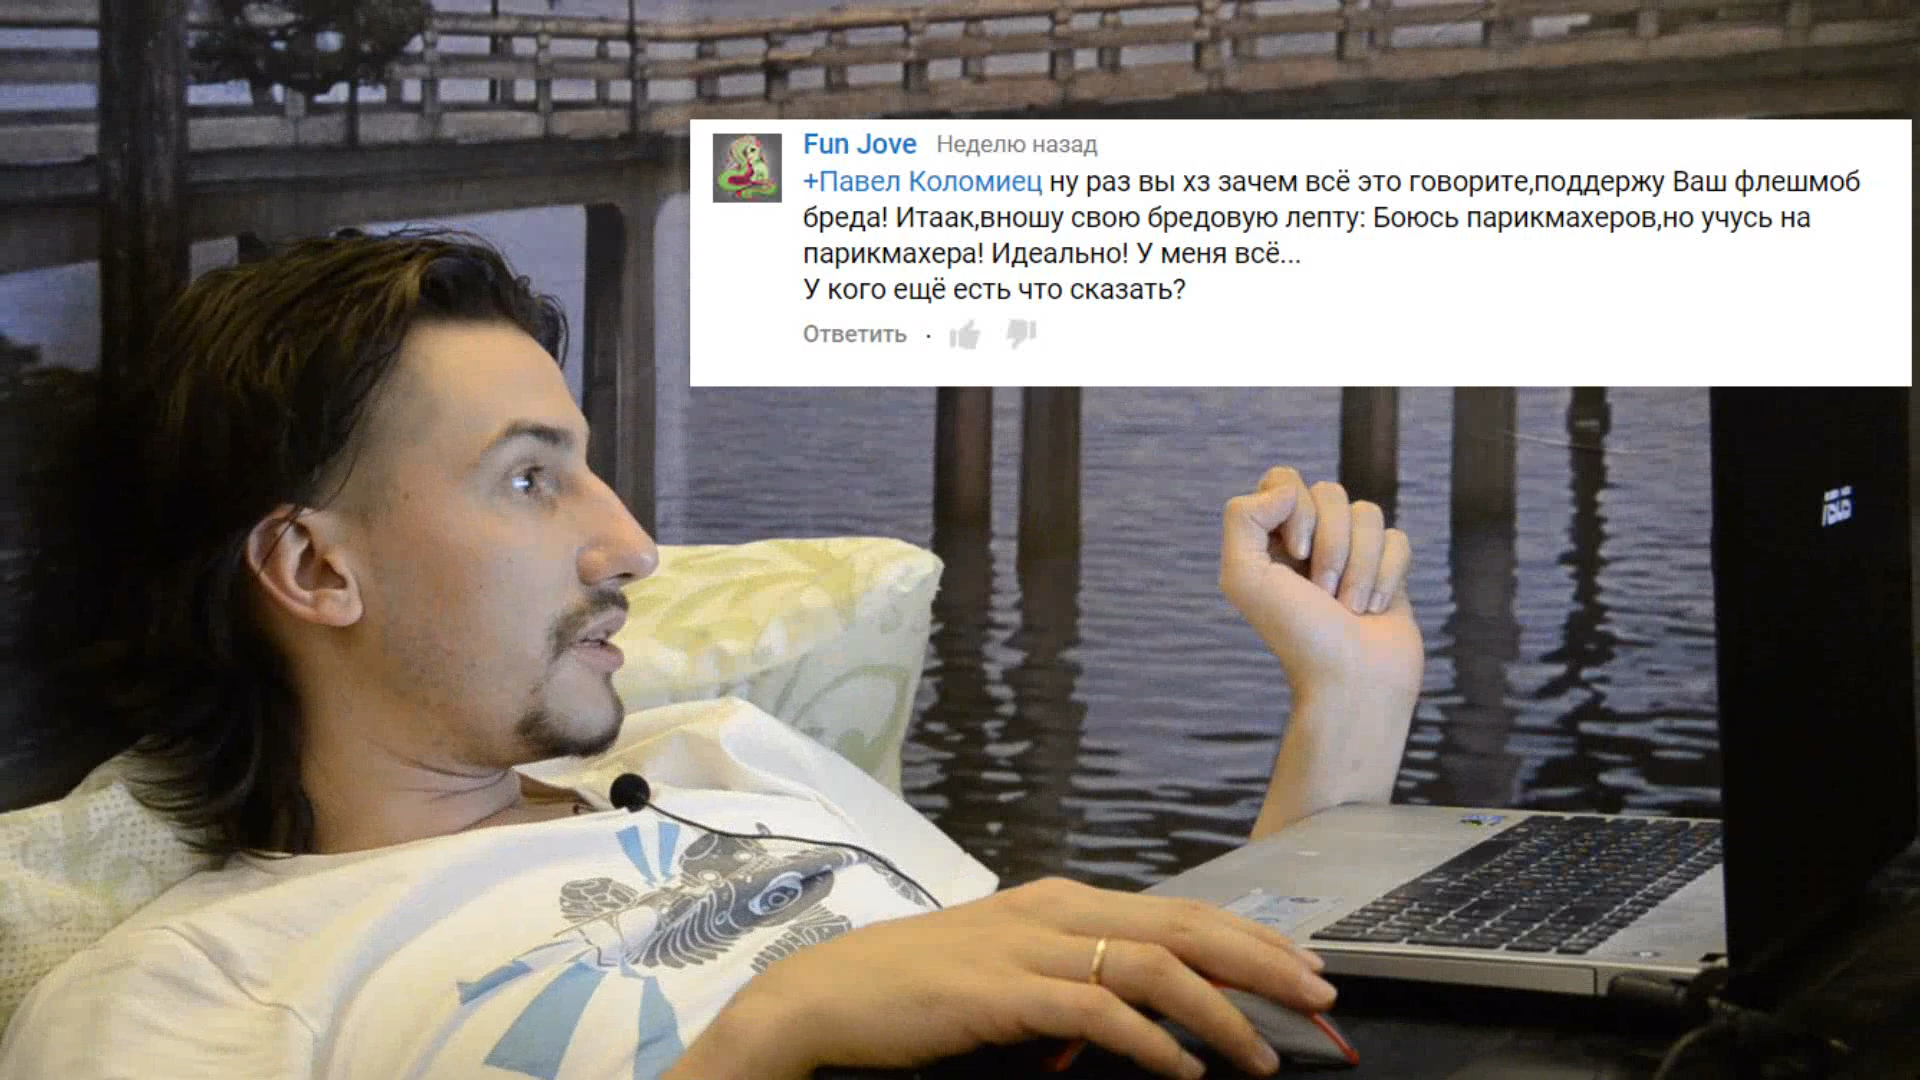 Fun Jove Неделю назад
+Павел Коломиец ну раз вы хз зачем всё это говорите,поддержу Ваш флешмоб
бреда! Итаак,вношу свою бредовую лепту: Боюсь парикмахеров,но учусь на
парикмахера! Идеально! У меня всё...
У кого ещё есть что сказать?
Ответить ·